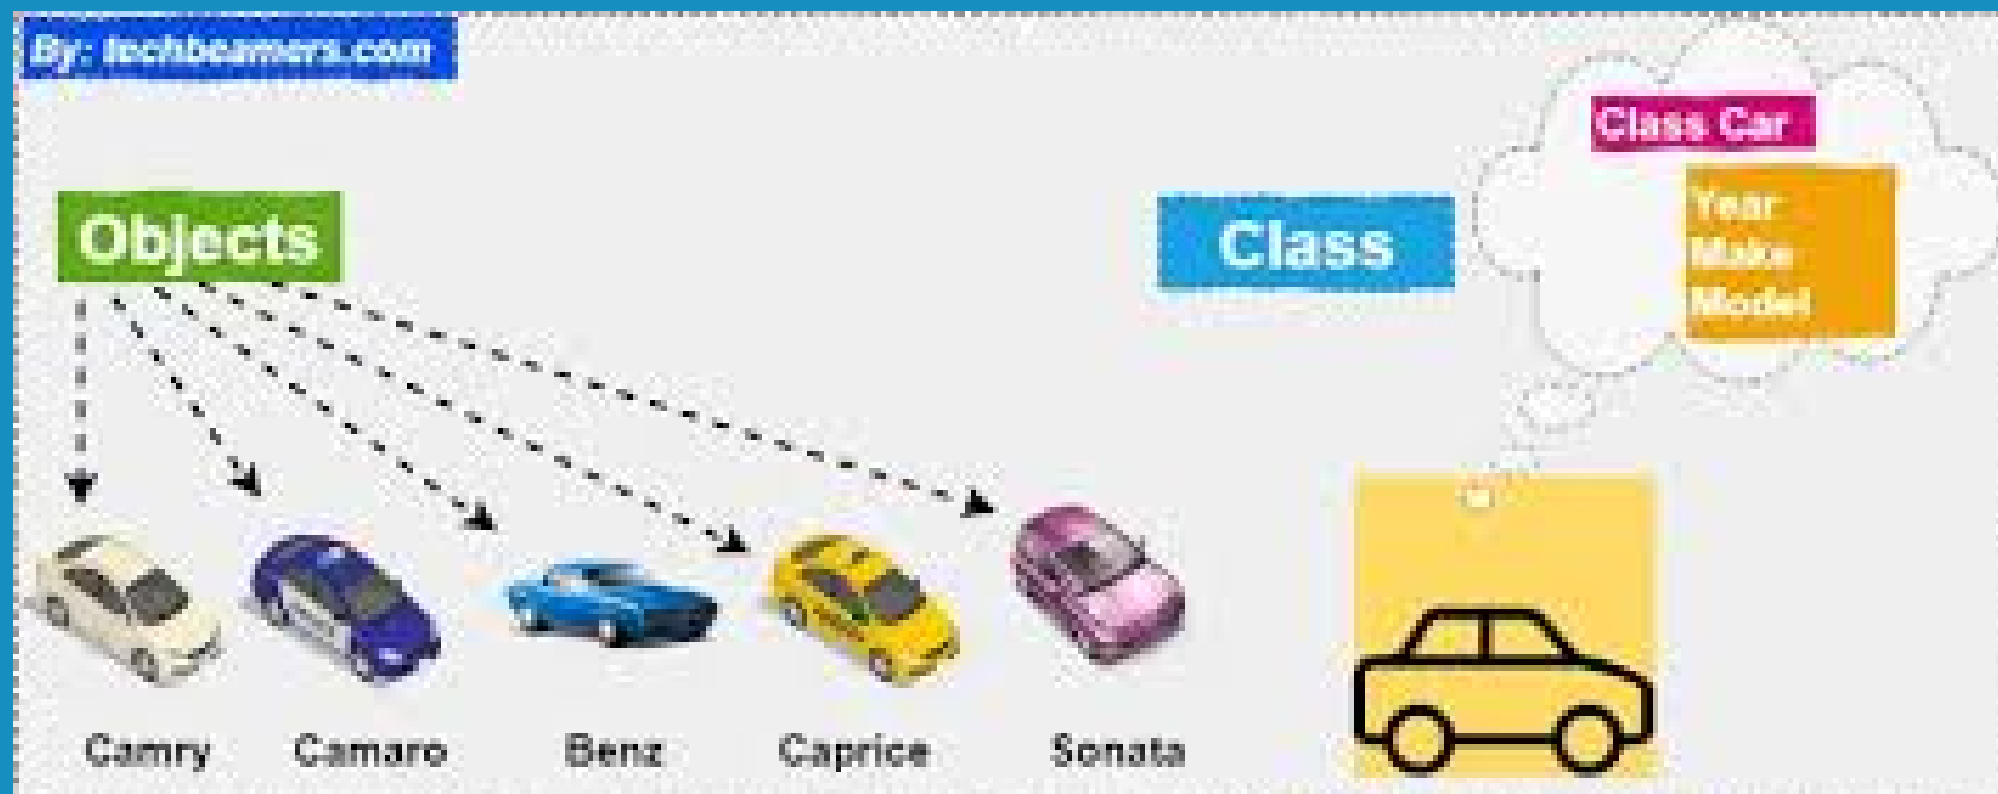 By: techbeamers.com
Objects
Class
Class Car
Year
Make
Model
Camry
Camaro
Benz
Caprice
Sonata